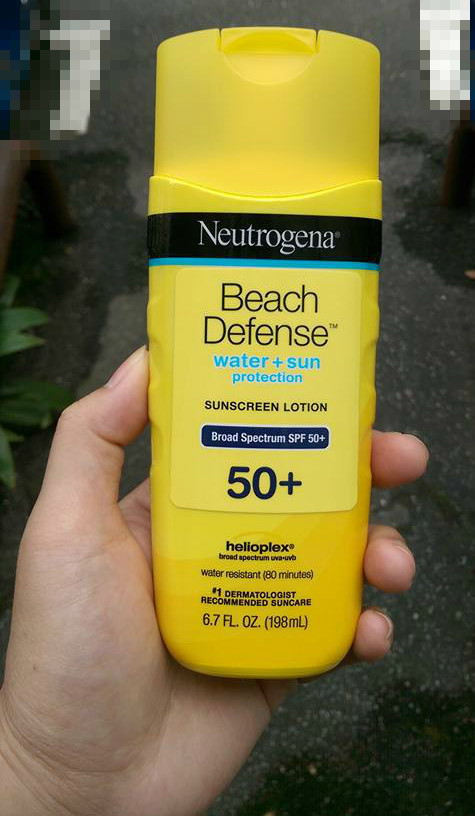 Neutrogena®
Beach
Defense™
water + sun
protection
SUNSCREEN LOTION
Broad Spectrum SPF 50+
50+
helioplex®
broad spectrum uva•uvb
water resistant (80 minutes)
#1 DERMATOLOGIST
RECOMMENDED SUNCARE
6.7 FL. OZ. (198mL)